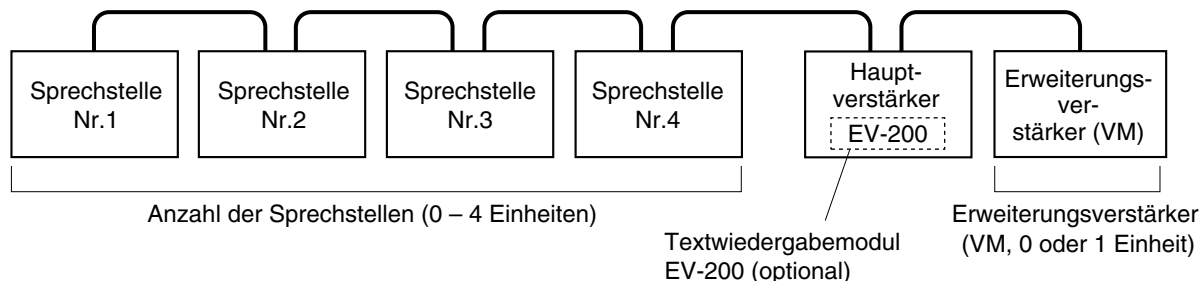 Sprechstelle
Nr.1
Sprechstelle
Nr.2
Sprechstelle
Nr.3
Sprechstelle
Nr.4
Haupt-
verstärker
EV-200
Erweiterungs-
ver-
stärker (VM)
Anzahl der Sprechstellen (0 – 4 Einheiten)
Textwiedergabemodul
EV-200 (optional)
Erweiterungsverstärker
(VM, 0 oder 1 Einheit)